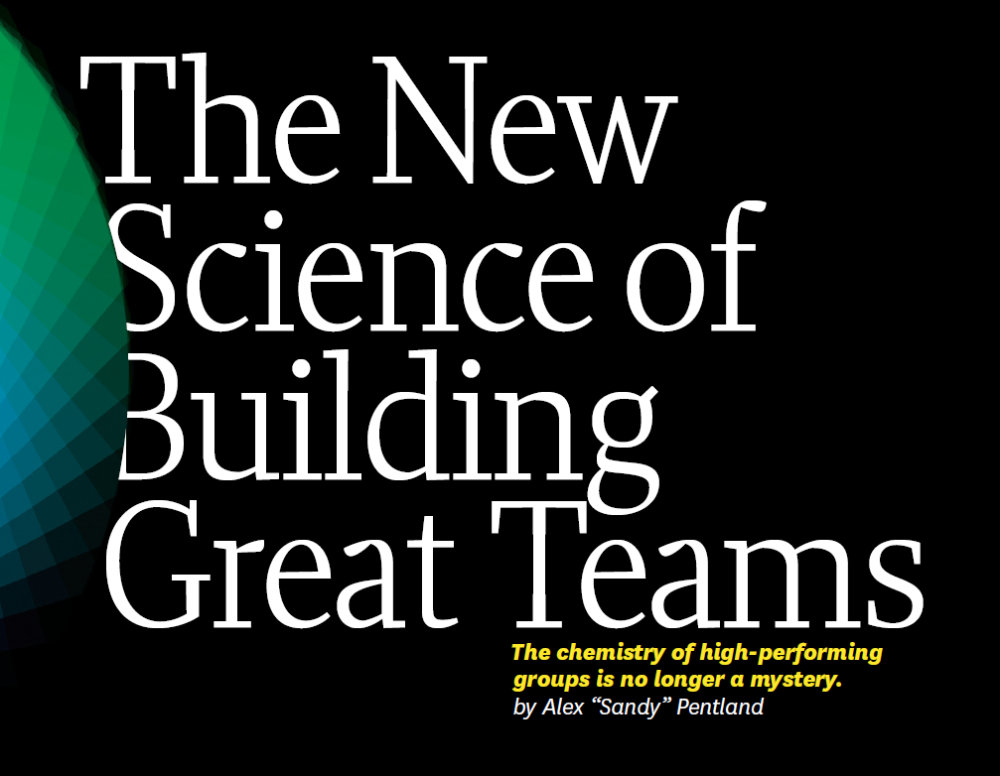 The New
Science of
Building
Great Teams
The chemistry of high-performing
groups is no longer a mystery.
by Alex “Sandy” Pentland